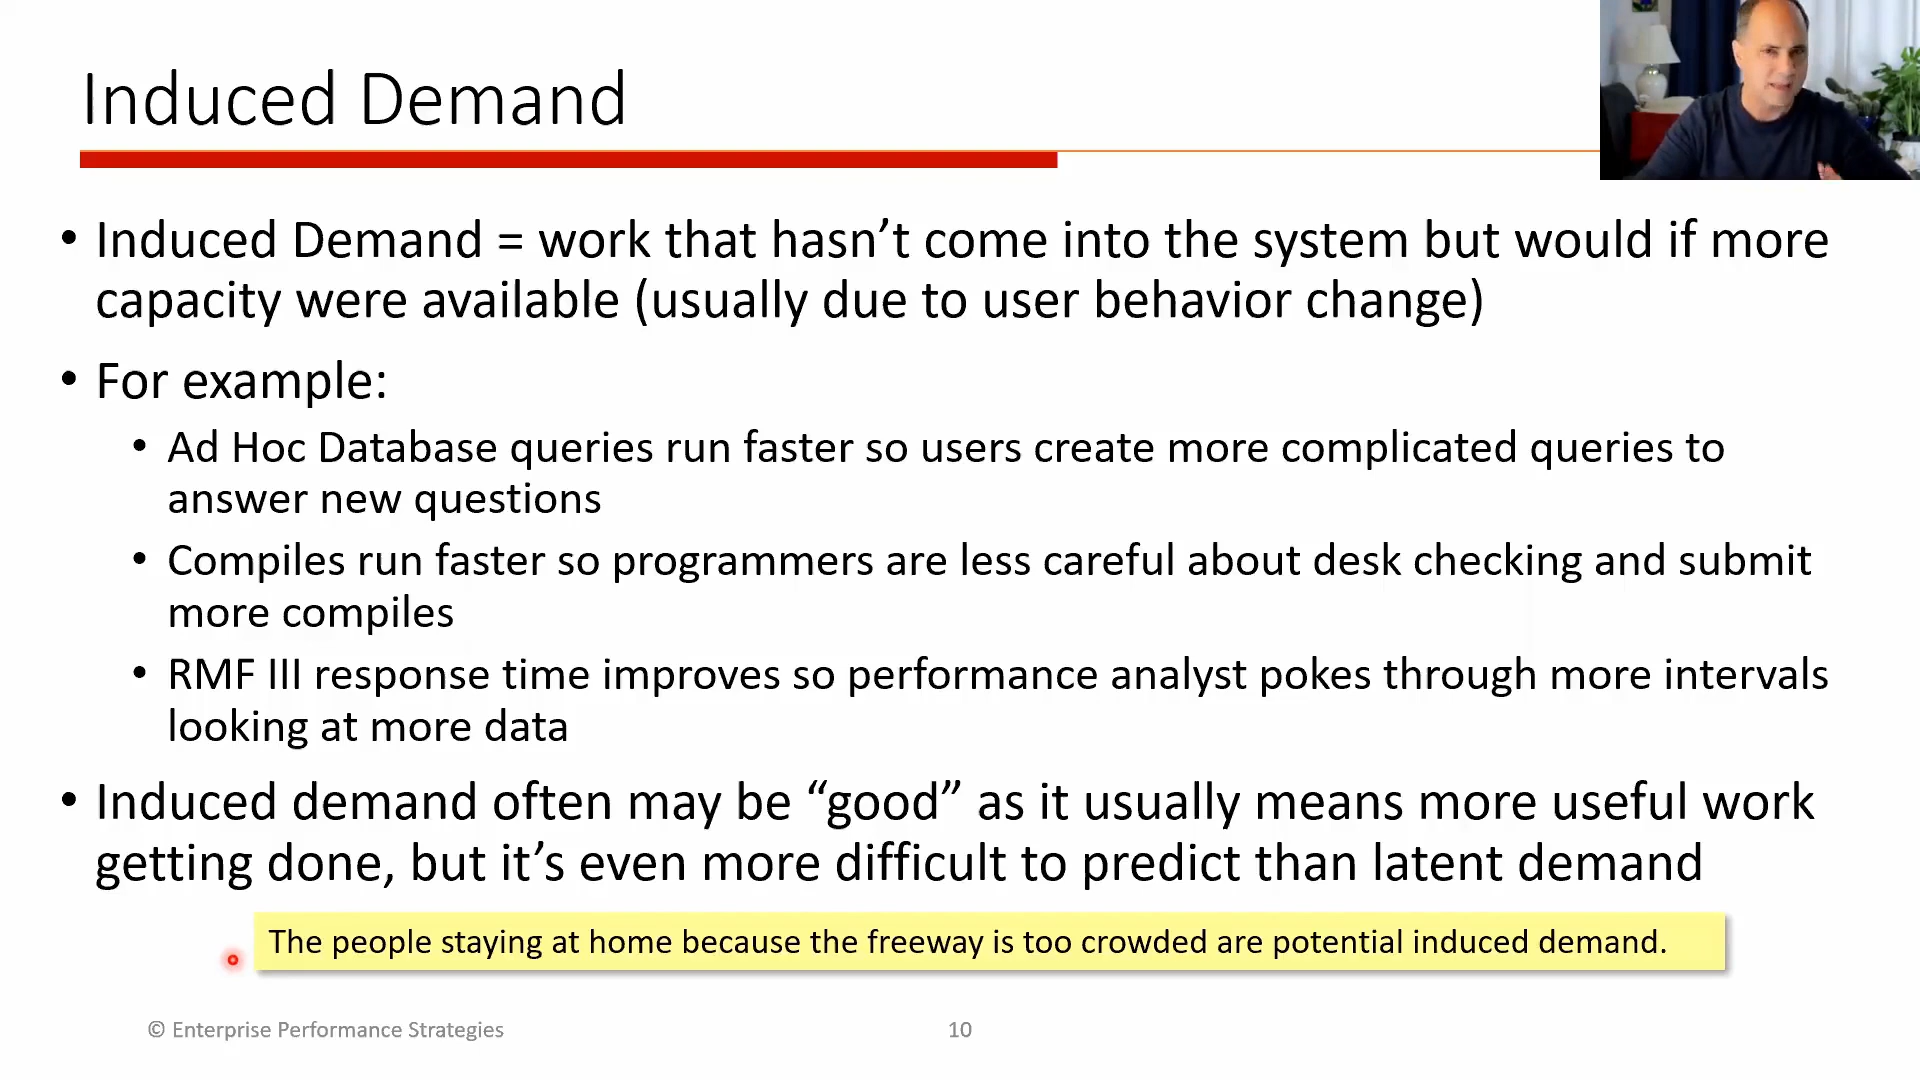 Induced Demand
• Induced Demand = work that hasn’t come into the system but would if more
capacity were available (usually due to user behavior change)
• For example:
• Ad Hoc Database queries run faster so users create more complicated queries to
answer new questions
• Compiles run faster so programmers are less careful about desk checking and submit
more compiles
• RMF III response time improves so performance analyst pokes through more intervals
looking at more data
• Induced demand often may be “good” as it usually means more useful work
getting done, but it’s even more difficult to predict than latent demand
The people staying at home because the freeway is too crowded are potential induced demand.
© Enterprise Performance Strategies
10